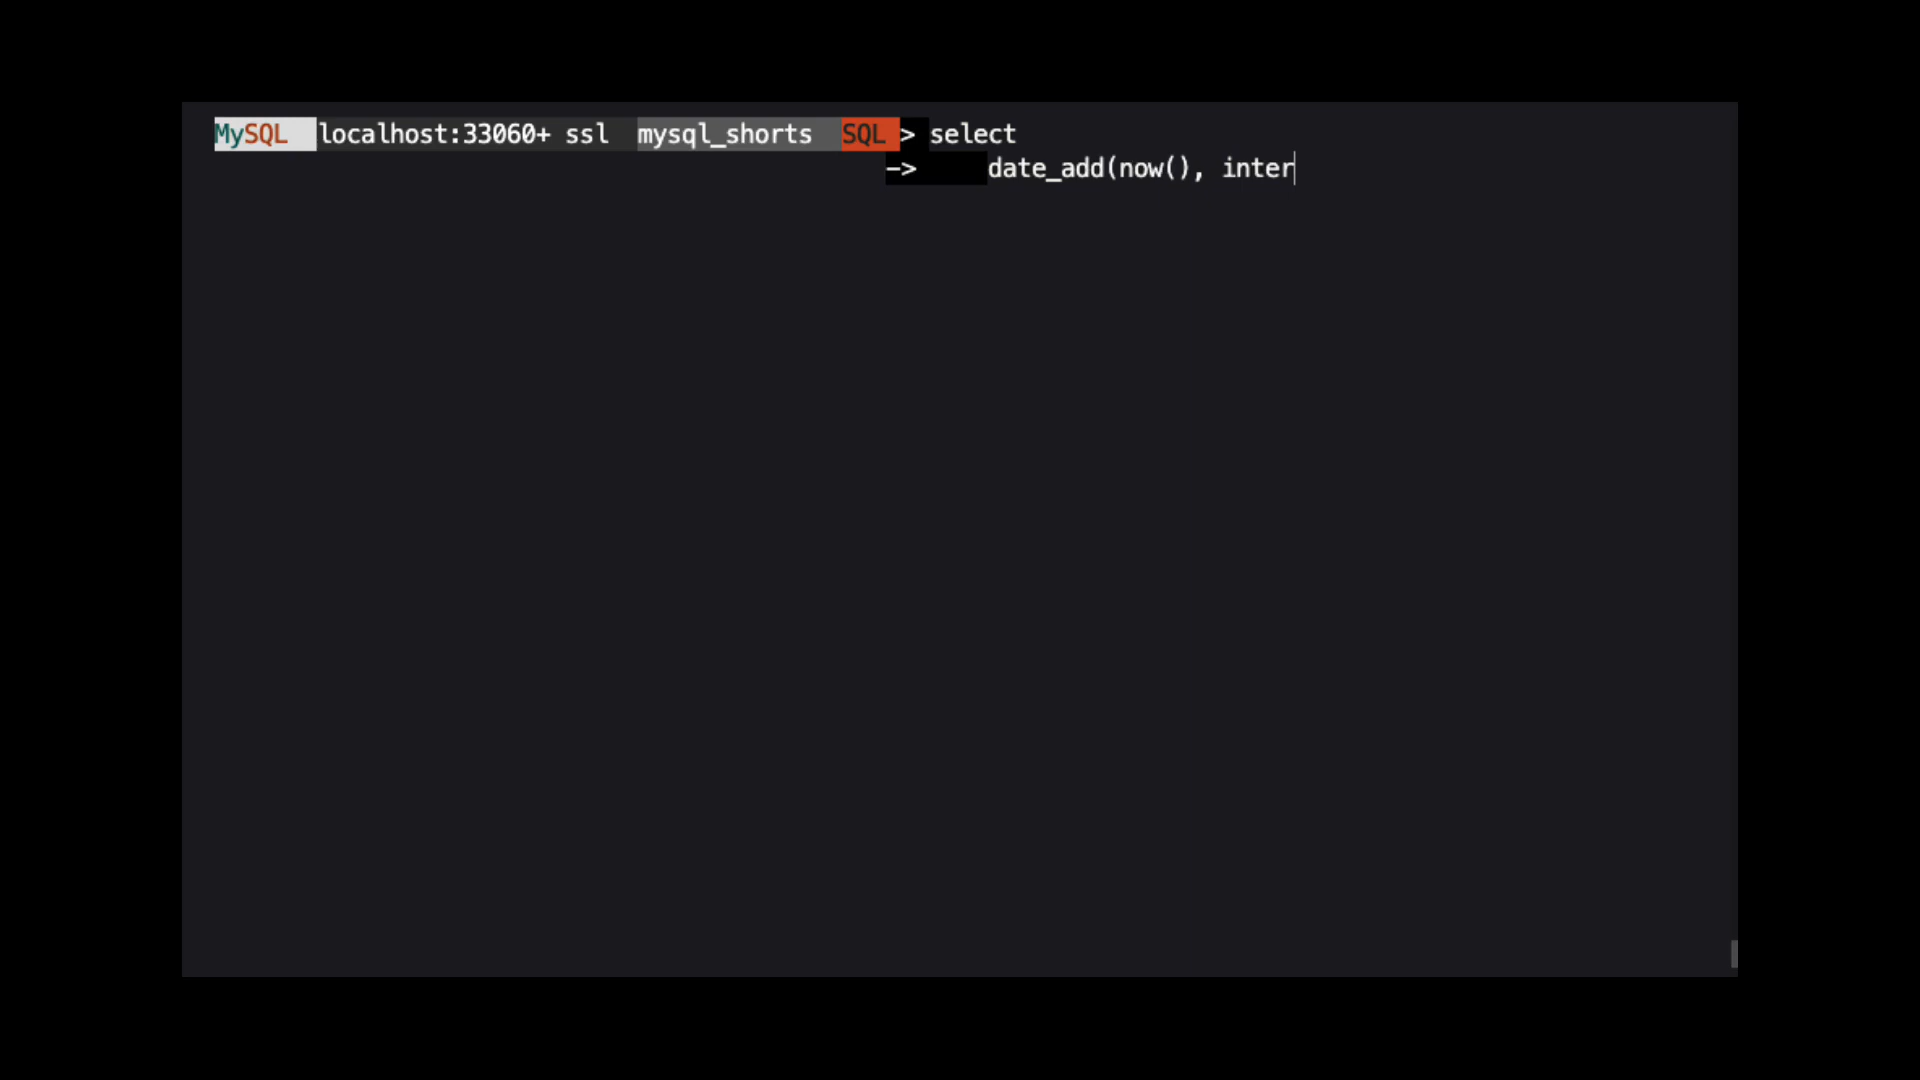 MySQL localhost:33060+ ssl mysql_shorts SQL > select
-> date_add(now(), inter